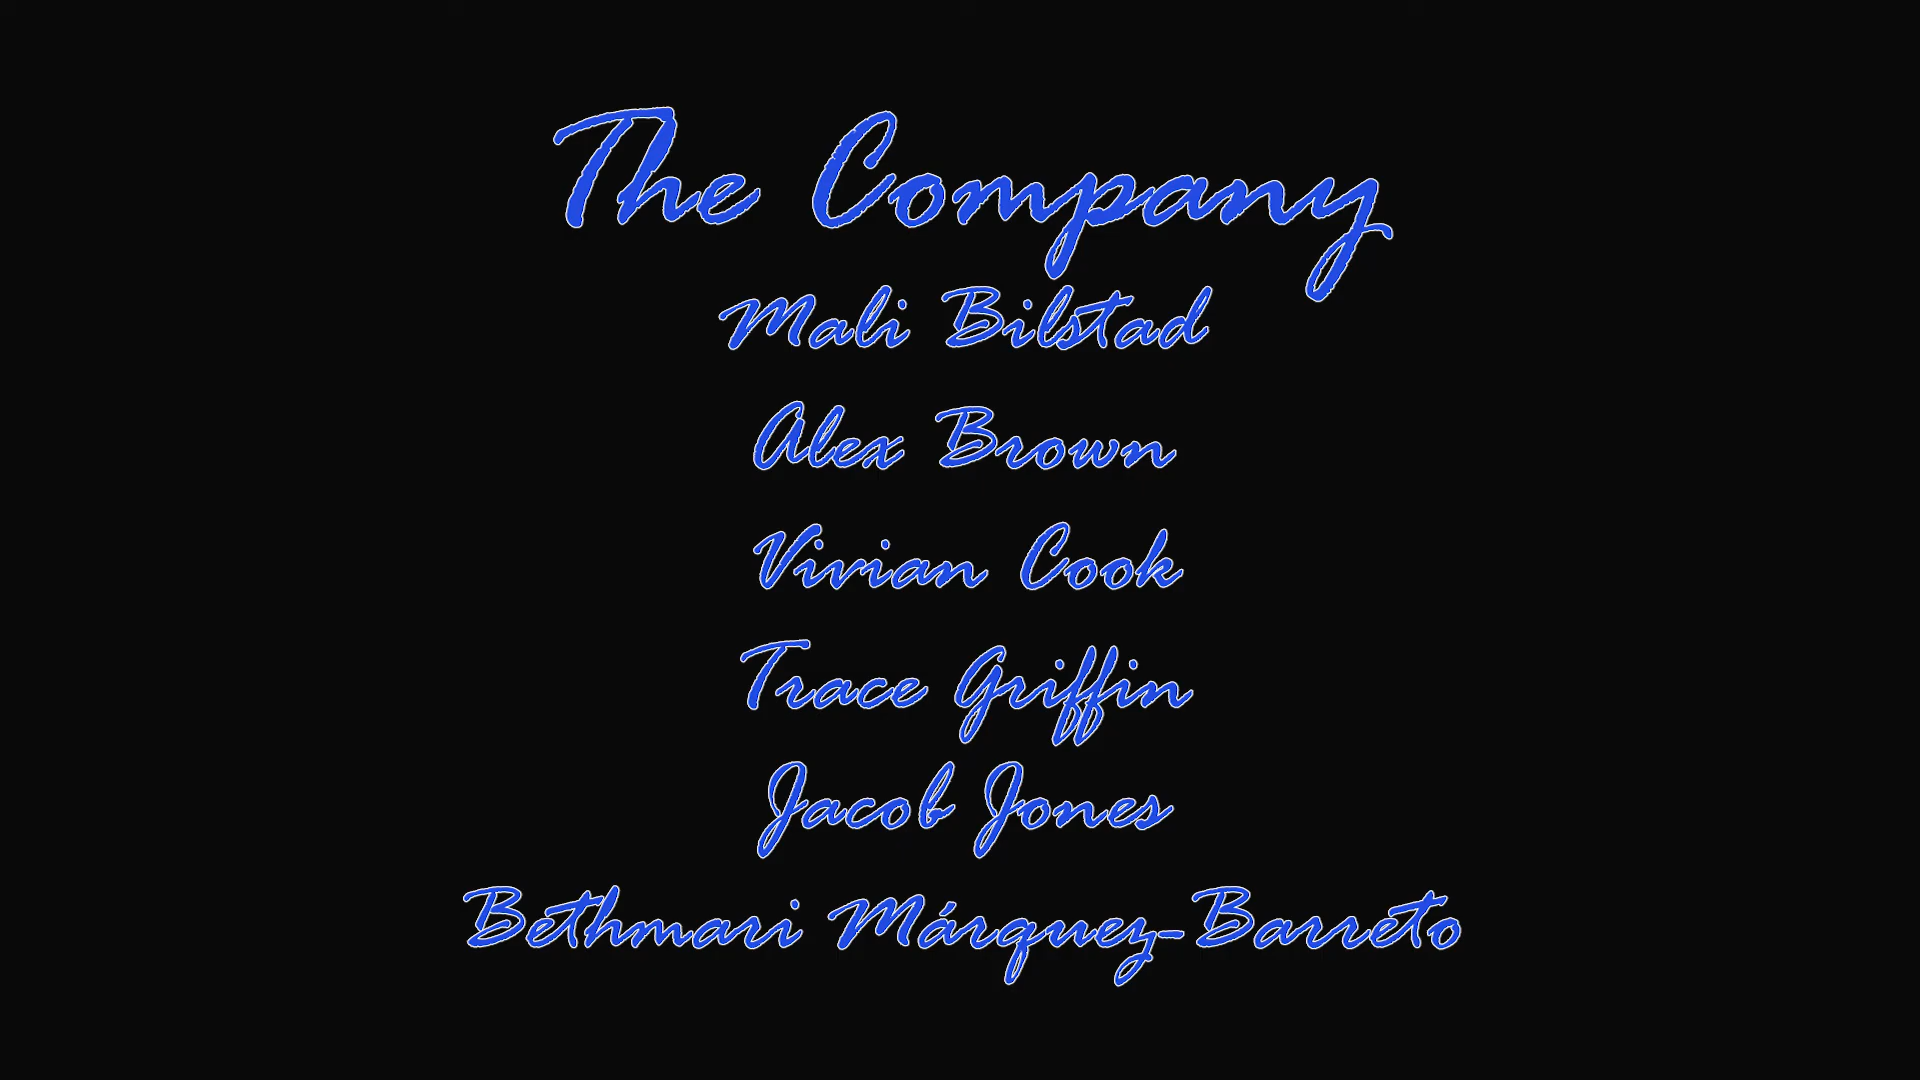 The Company
Mali Bilstad
Alex Brown
Vivian Cook
Trace Griffin
Jacob Jones
Bethmari Márquez-Barreto